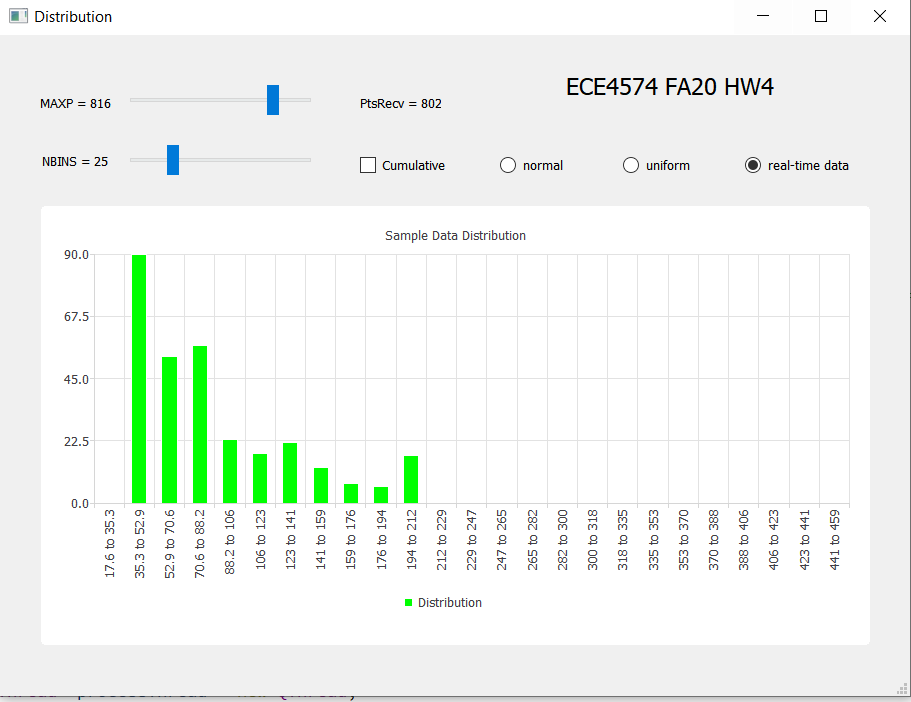 Distribution
ECE4574 FA20 HW4
MAXP = 816
PtsRecv = 802
NBINS = 25
Cumulative
normal
uniform
real-time data
Sample Data Distribution
90.0
67.5
45.0
22.5
0.0
17.6 to 35.3
35.3 to 52.9
52.9 to 70.6
70.6 to 88.2
88.2 to 106
106 to 123
123 to 141
141 to 159
159 to 176
176 to 194
194 to 212
212 to 229
229 to 247
247 to 265
265 to 282
282 to 300
300 to 318
318 to 335
335 to 353
353 to 370
370 to 388
388 to 406
406 to 423
423 to 441
441 to 459
Distribution